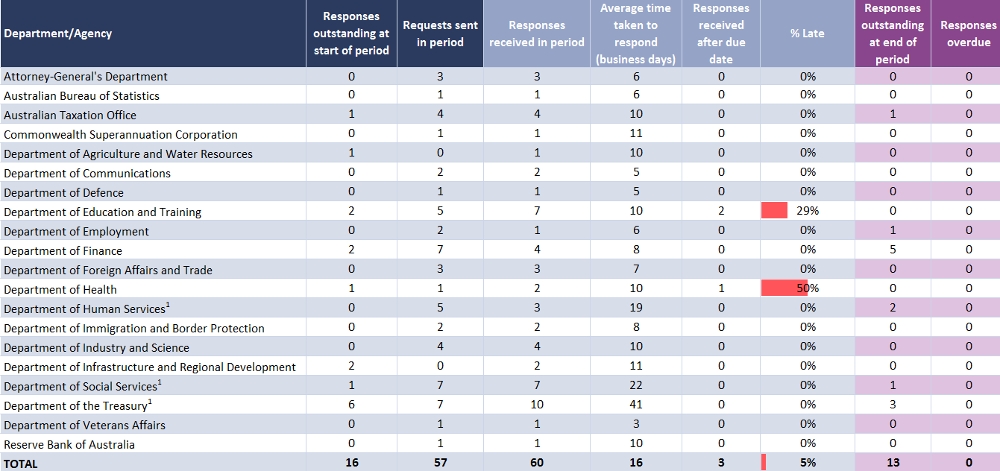 Department/Agency Responses outstanding at start of period Requests sent in period Responses received in period Average time taken to respond (business days) Responses received after due date % Late Responses outstanding at end of period Responses overdue
Attorney-General's Department 0 3 3 6 0 0% 0 0
Australian Bureau of Statistics 0 1 1 6 0 0% 0 0
Australian Taxation Office 1 4 4 10 0 0% 1 0
Commonwealth Superannuation Corporation 0 1 1 11 0 0% 0 0
Department of Agriculture and Water Resources 1 0 1 10 0 0% 0 0
Department of Communications 0 2 2 5 0 0% 0 0
Department of Defence 0 1 1 5 0 0% 0 0
Department of Education and Training 2 5 7 10 2 29% 0 0
Department of Employment 0 2 1 6 0 0% 1 0
Department of Finance 2 7 4 8 0 0% 5 0
Department of Foreign Affairs and Trade 0 3 3 7 0 0% 0 0
Department of Health 1 1 2 10 1 50% 0 0
Department of Human Services¹ 0 5 3 19 0 0% 2 0
Department of Immigration and Border Protection 0 2 2 8 0 0% 0 0
Department of Industry and Science 0 4 4 10 0 0% 0 0
Department of Infrastructure and Regional Development 2 0 2 11 0 0% 0 0
Department of Social Services¹ 1 7 7 22 0 0% 1 0
Department of the Treasury¹ 6 7 10 41 0 0% 3 0
Department of Veterans Affairs 0 1 1 3 0 0% 0 0
Reserve Bank of Australia 0 1 1 10 0 0% 0 0
TOTAL 16 57 60 16 3 5% 13 0